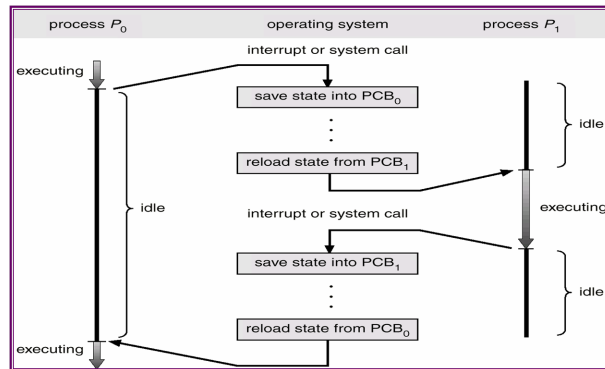 process P0 operating system process P1
interrupt or system call
executing
save state into PCB0
idle
reload state from PCB1
idle
interrupt or system call
executing
save state into PCB1
idle
reload state from PCB0
executing